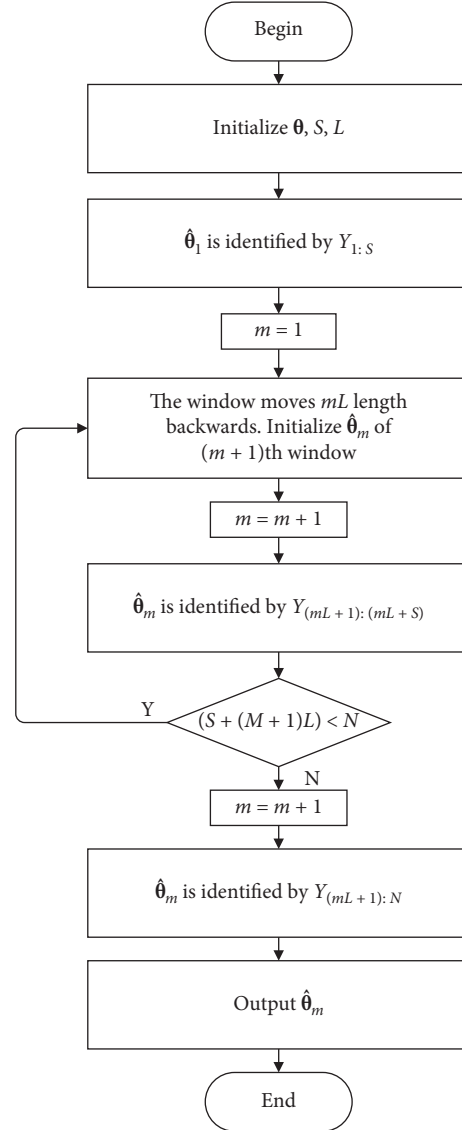 Begin
Initialize θ, S, L
θ̂₁ is identified by Y₁:S
m = 1
The window moves mL length
backwards. Initialize θ̂ₘ of
(m + 1)th window
m = m + 1
θ̂ₘ is identified by Y(mL + 1): (mL + S)
Y
(S + (M + 1)L) < N
N
m = m + 1
θ̂ₘ is identified by Y(mL + 1): N
Output θ̂ₘ
End